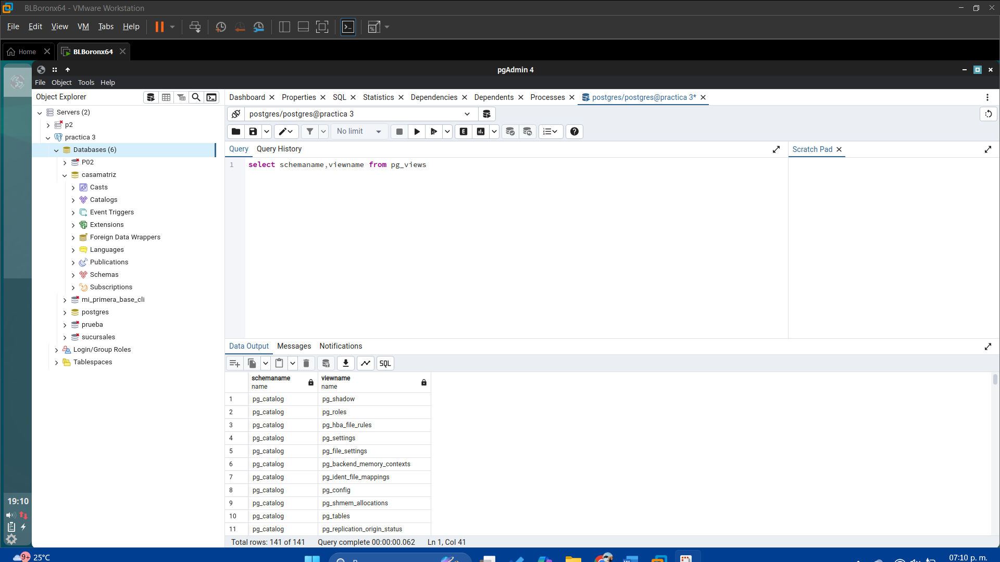 BLBoronx64 - VMware Workstation
File Edit View VM Tabs Help
Home BLBoronx64
pgAdmin 4
File Object Tools Help
Object Explorer
Dashboard Properties SQL Statistics Dependencies Dependents Processes postgres/postgres@practica 3*
Servers (2)
p2
practica 3
Databases (6)
P02
casamatriz
Casts
Catalogs
Event Triggers
Extensions
Foreign Data Wrappers
Languages
Publications
Schemas
Subscriptions
mi_primera_base_cli
postgres
prueba
sucursales
Login/Group Roles
Tablespaces
postgres/postgres@practica 3
No limit
E
Query Query History
Scratch Pad
1 select schemaname,viewname from pg_views
Data Output Messages Notifications
SQL
schemaname viewname
name name
1 pg_catalog pg_shadow
2 pg_catalog pg_roles
3 pg_catalog pg_hba_file_rules
4 pg_catalog pg_settings
5 pg_catalog pg_file_settings
6 pg_catalog pg_backend_memory_contexts
7 pg_catalog pg_ident_file_mappings
8 pg_catalog pg_config
9 pg_catalog pg_shmem_allocations
10 pg_catalog pg_tables
11 pg_catalog pg_replication_origin_status
Total rows: 141 of 141 Query complete 00:00:00.062 Ln 1, Col 41
19:10
9+ 25°C
07:10 p. m.